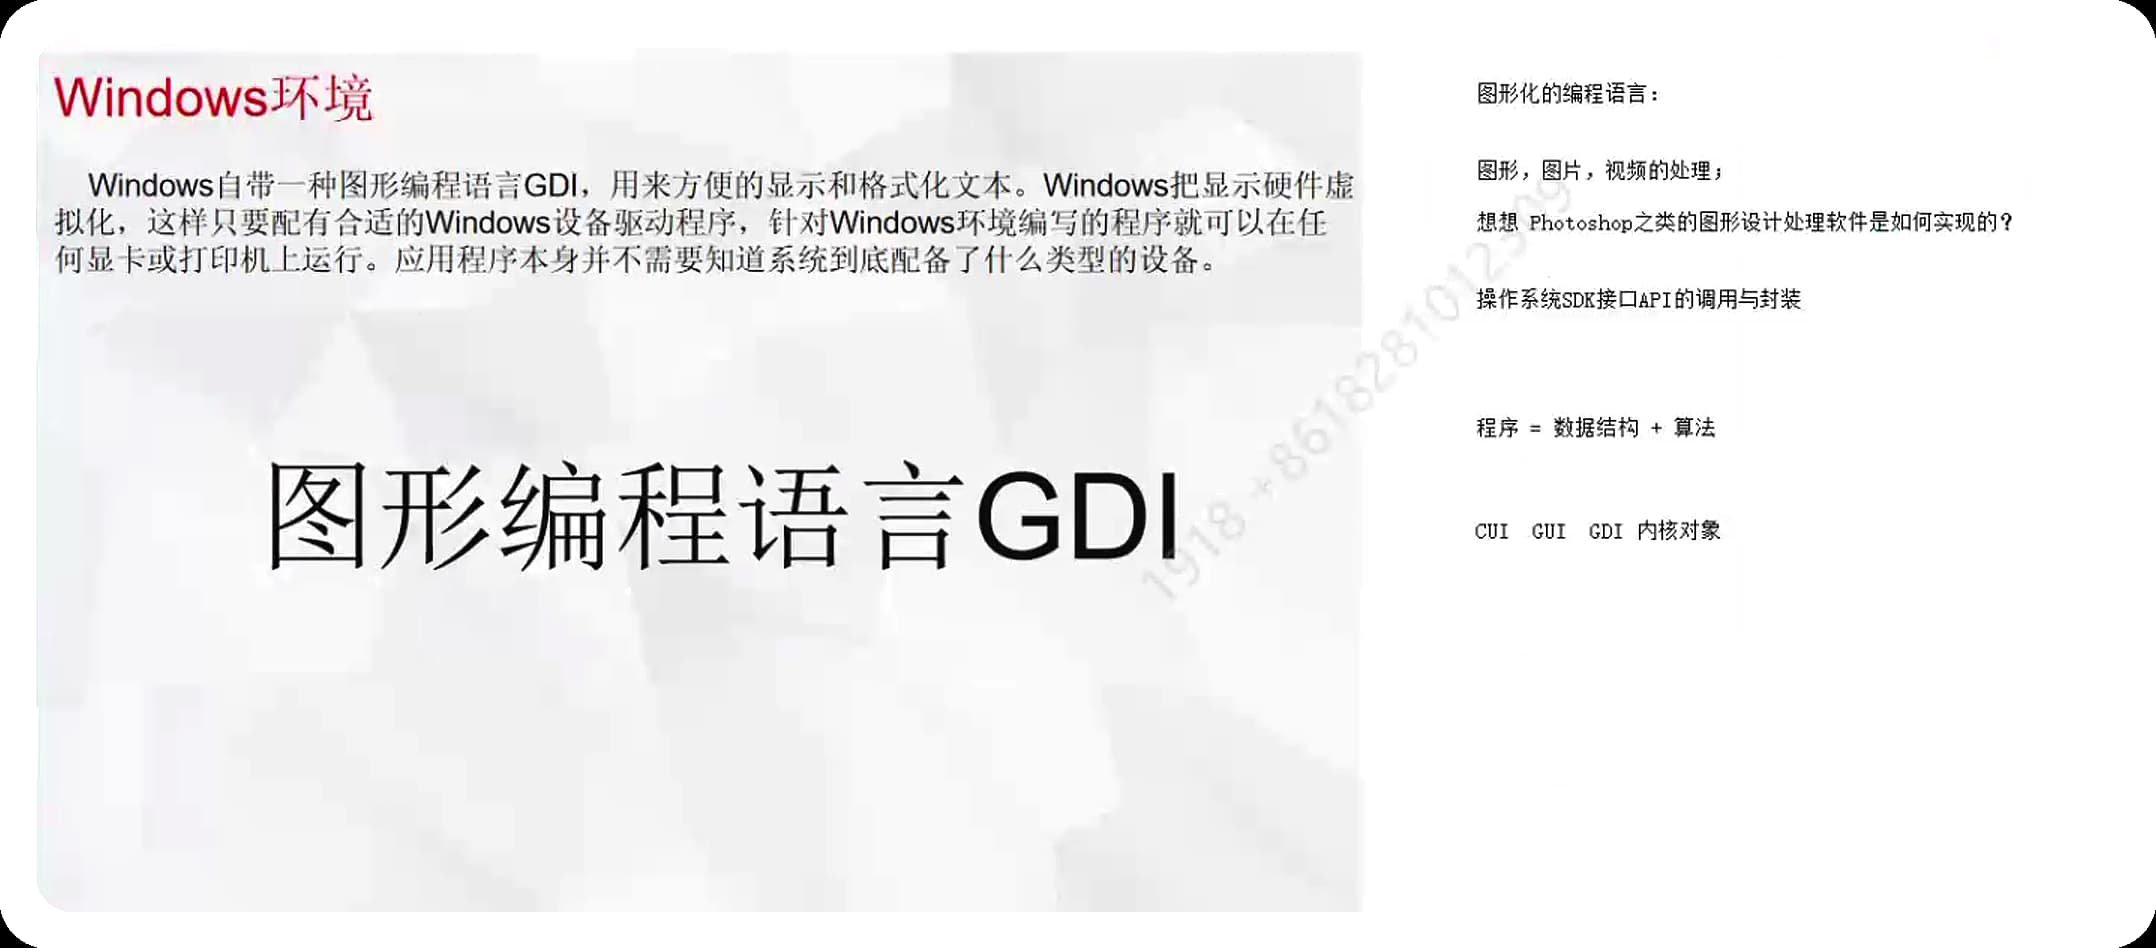 Windows环境
Windows自带一种图形编程语言GDI，用来方便的显示和格式化文本。Windows把显示硬件虚
拟化，这样只要配有合适的Windows设备驱动程序，针对Windows环境编写的程序就可以在任
何显卡或打印机上运行。应用程序本身并不需要知道系统到底配备了什么类型的设备。
图形编程语言GDI
图形化的编程语言：
图形，图片，视频的处理；
想想 Photoshop之类的图形设计处理软件是如何实现的？
操作系统SDK接口API的调用与封装
程序 = 数据结构 + 算法
CUI GUI GDI 内核对象